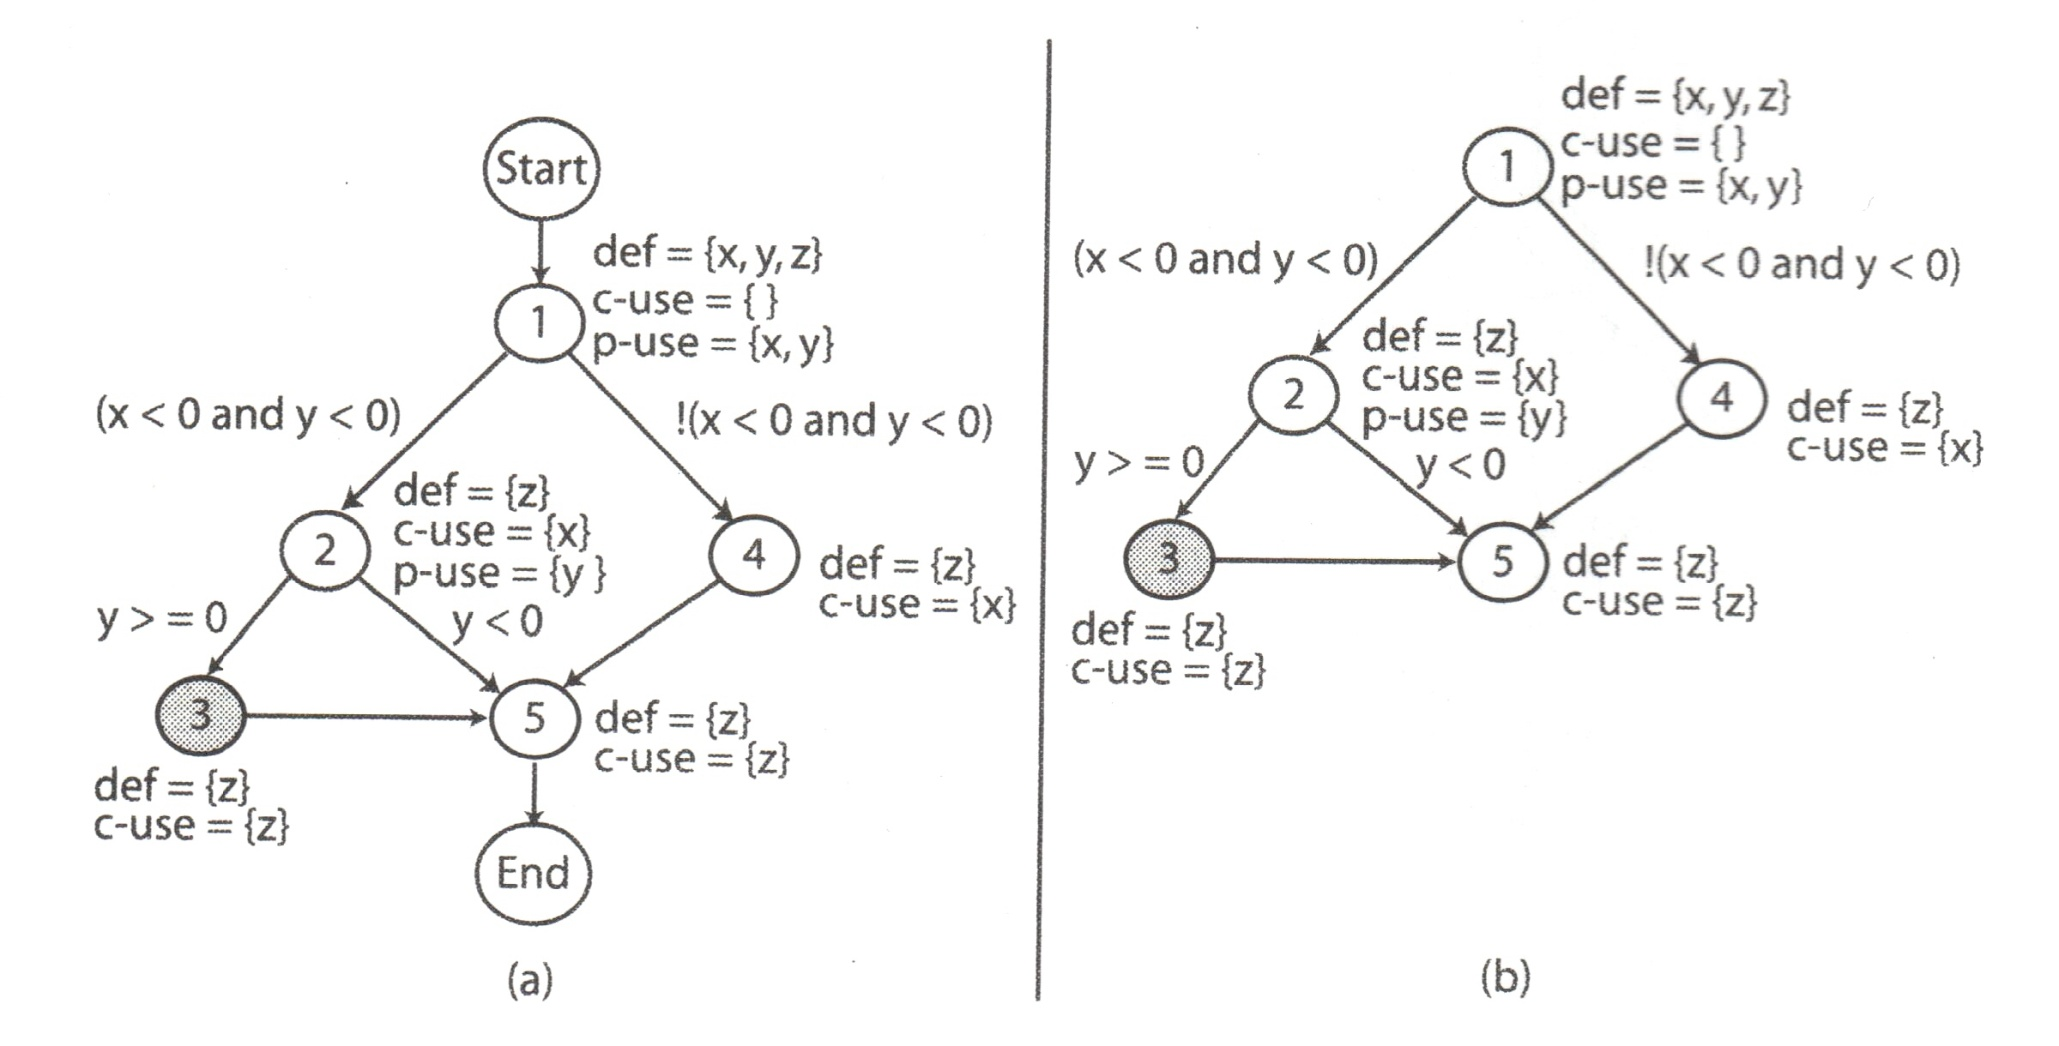 Start
def = {x, y, z}
c-use = { }
p-use = {x, y}
1
(x < 0 and y < 0)
!(x < 0 and y < 0)
def = {z}
c-use = {x}
p-use = {y }
2
4
def = {z}
c-use = {x}
y > = 0
y < 0
3
5
def = {z}
c-use = {z}
def = {z}
c-use = {z}
End
(a)
def = {x, y, z}
c-use = { }
p-use = {x, y}
1
(x < 0 and y < 0)
!(x < 0 and y < 0)
def = {z}
c-use = {x}
p-use = {y}
2
4
def = {z}
c-use = {x}
y > = 0
y < 0
3
5
def = {z}
c-use = {z}
def = {z}
c-use = {z}
(b)